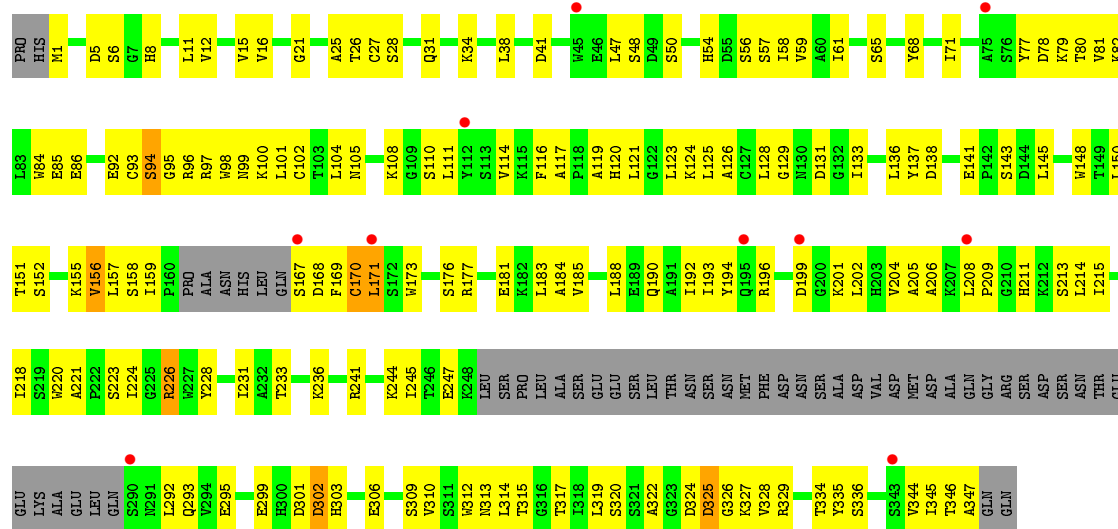 PRO HIS M1 D5 S6 G7 H8 L11 V12 V15 V16 G21 A25 T26 C27 S28 Q31 K34 L38 D41 W45 E46 L47 S48 D49 S50 H54 D55 S56 S57 I58 V59 A60 I61 S65 Y68 I71 A75 S76 Y77 D78 K79 T80 V81 K82
L83 W84 E85 E86 E92 C93 S94 G95 R96 R97 W98 N99 K100 L101 C102 T103 L104 N105 K108 G109 S110 L111 Y112 S113 V114 K115 F116 A117 P118 A119 H120 L121 G122 L123 K124 L125 A126 C127 L128 G129 N130 D131 G132 I133 L136 Y137 D138 E141 P142 S143 D144 L145 W148 T149 L150
T151 S152 K155 V156 L157 S158 I159 P160 PRO ALA ASN HIS LEU GLN S167 D168 F169 C170 L171 S172 W173 S176 R177 E181 K182 L183 A184 V185 L188 E189 Q190 A191 I192 I193 Y194 Q195 R196 D199 G200 K201 L202 H203 V204 A205 A206 K207 L208 P209 G210 H211 K212 S213 L214 I215
I218 S219 W220 A221 P222 S223 I224 G225 R226 W227 Y228 I231 A232 T233 K236 R241 K244 I245 T246 E247 K248 LEU SER PRO LEU ALA SER GLU GLU SER LEU THR ASN SER ASN MET PHE ASP ASN SER ALA ASP VAL ASP MET ASP ALA GLN GLY ARG SER ASP SER ASN THR GLU
GLU LYS ALA GLU LEU GLN S290 N291 L292 Q293 V294 E295 E299 H300 D301 D302 H303 E306 S309 V310 S311 W312 N313 L314 T315 G316 T317 I318 L319 S320 S321 A322 G323 D324 D325 G326 K327 V328 R329 T334 Y335 S336 S343 V344 I345 T346 A347 GLN GLN